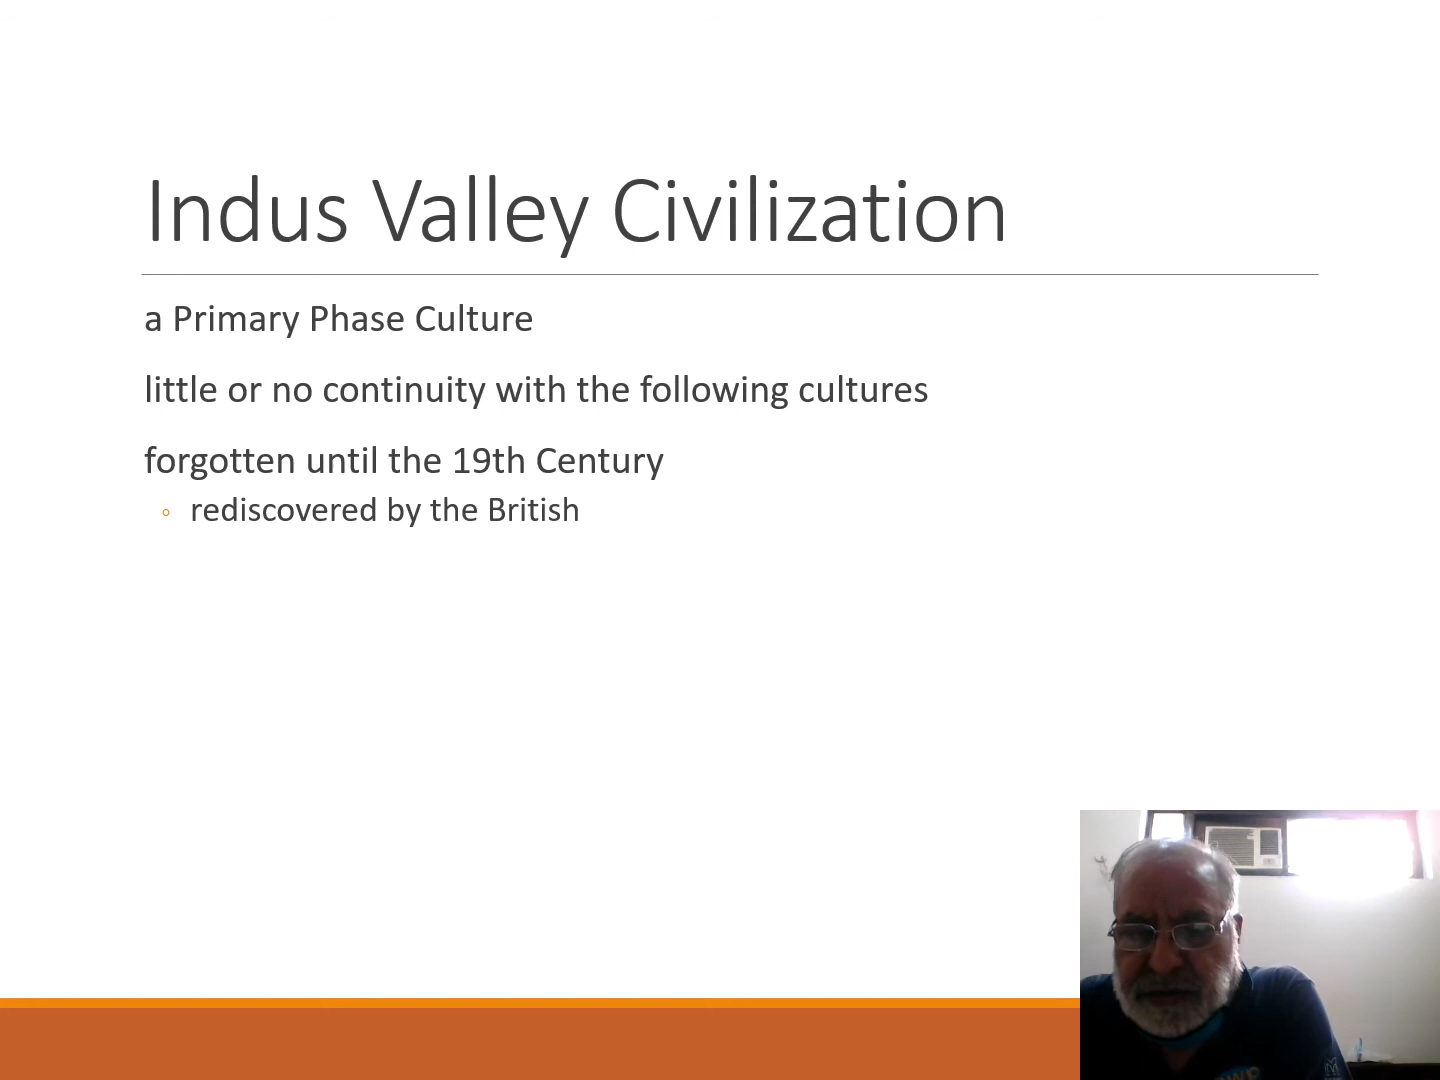 Indus Valley Civilization
a Primary Phase Culture
little or no continuity with the following cultures
forgotten until the 19th Century
◦ rediscovered by the British